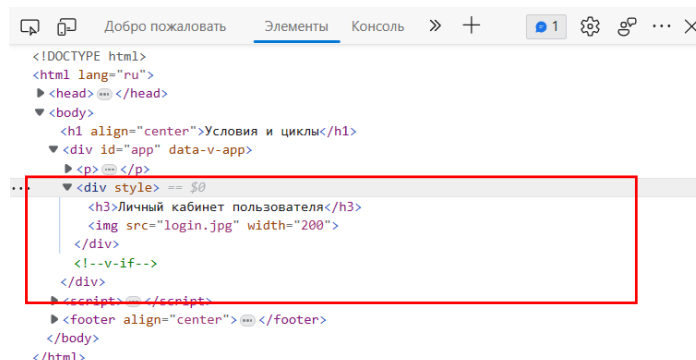 Добро пожаловать Элементы Консоль 1
<!DOCTYPE html>
<html lang="ru">
<head> ••• </head>
<body>
<h1 align="center">Условия и циклы</h1>
<div id="app" data-v-app>
<p> ••• </p>
••• <div style> == $0
<h3>Личный кабинет пользователя</h3>
<img src="login.jpg" width="200">
</div>
<!--v-if-->
</div>
<script> ••• </script>
<footer align="center"> ••• </footer>
</body>
</html>